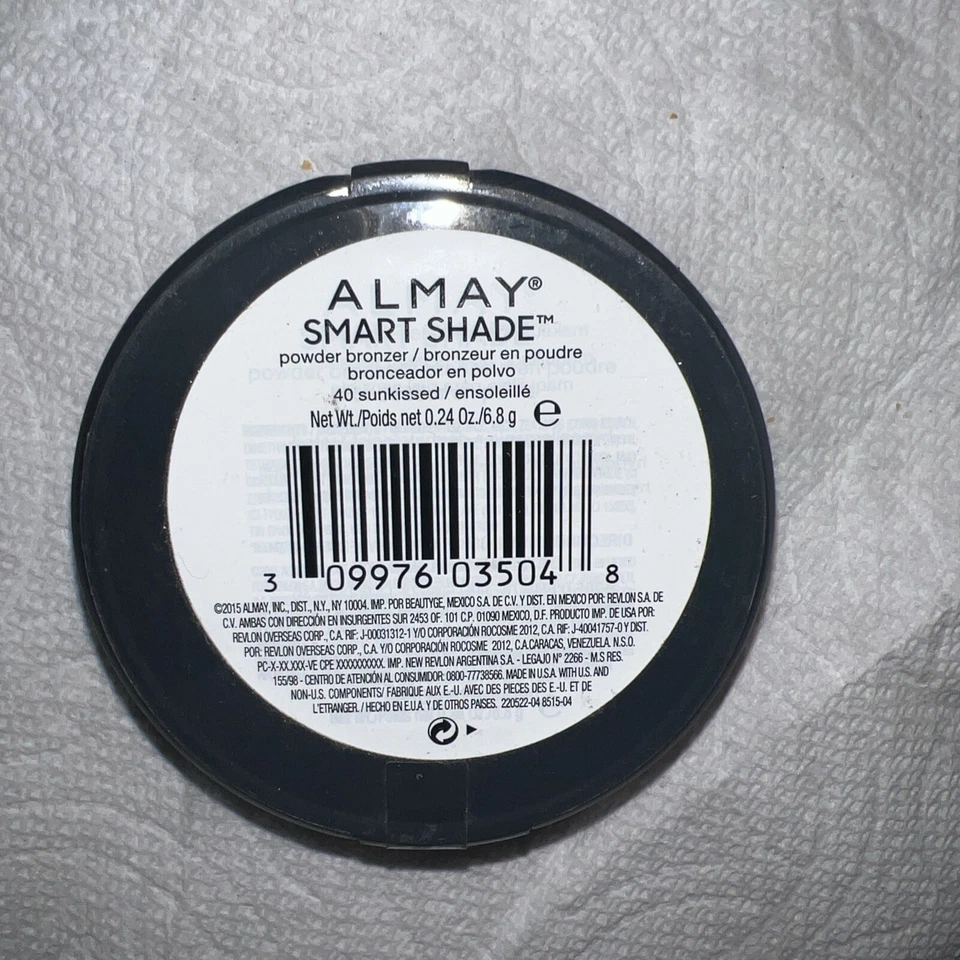 ALMAY®
SMART SHADE™
powder bronzer / bronzeur en poudre
bronceador en polvo
40 sunkissed / ensoleillé
Net Wt./Poids net 0.24 Oz./6.8 g e
3 09976 03504 8
©2015 ALMAY, INC., DIST., N.Y., NY 10004. IMP. POR BEAUTYGE, MEXICO S.A. DE C.V. Y DIST. EN MEXICO POR: REVLON S.A. DE
C.V. AMBAS CON DIRECCIÓN EN INSURGENTES SUR 2453 OF. 101 C.P. 01090 MEXICO, D.F. PRODUCTO IMP. DE USA POR:
REVLON OVERSEAS CORP., C.A. RIF: J-00031312-1 Y/O CORPORACIÓN ROCOSME 2012, C.A. RIF: J-40041757-0 Y DIST.
POR: REVLON OVERSEAS CORP., C.A. Y/O CORPORACIÓN ROCOSME 2012, C.A.CARACAS, VENEZUELA. N.S.O.
PC-X-XX.XXX-VE CPE XXXXXXXXXX. IMP. NEW REVLON ARGENTINA S.A. - LEGAJO N° 2266 - M.S RES.
155/98 - CENTRO DE ATENCIÓN AL CONSUMIDOR: 0800-77738566. MADE IN U.S.A. WITH U.S. AND
NON-U.S. COMPONENTS/ FABRIQUE AUX E.-U. AVEC DES PIECES DES E.-U. ET DE
L'ETRANGER. / HECHO EN E.U.A. Y DE OTROS PAISES. 220522-04 8515-04